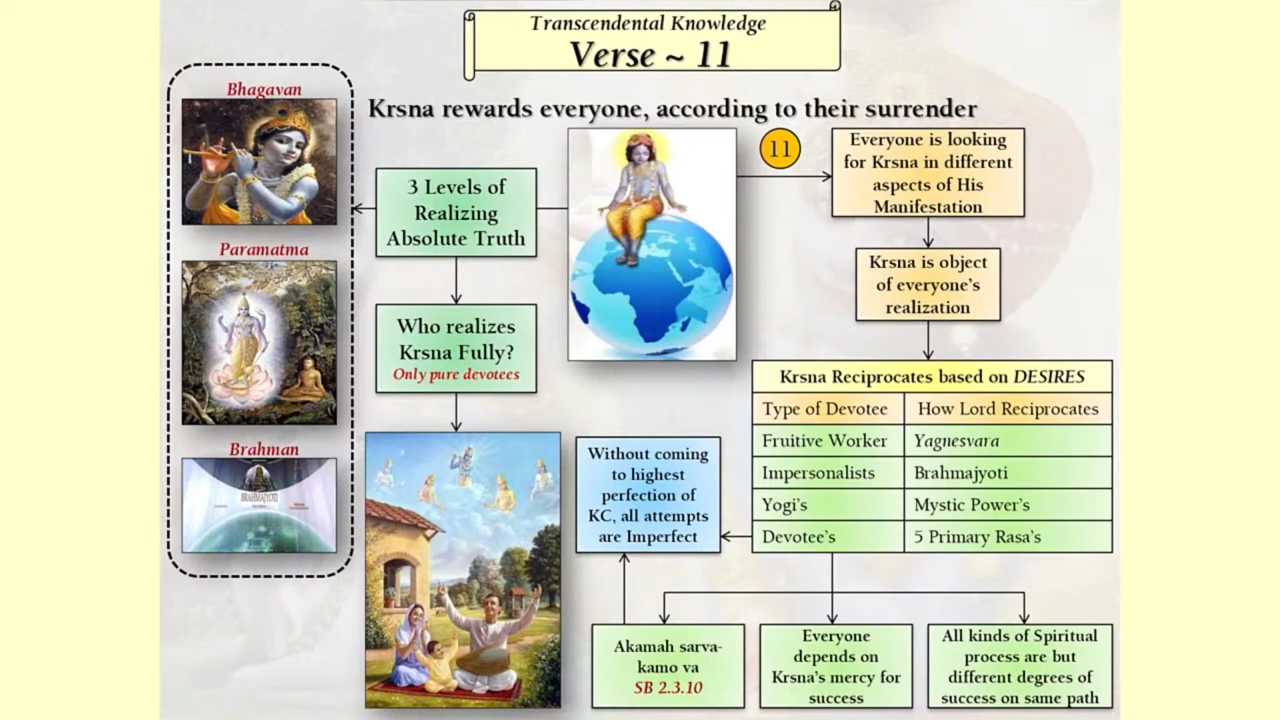 Transcendental Knowledge
Verse ~ 11
Krsna rewards everyone, according to their surrender
Bhagavan
Paramatma
Brahman
BRAHMAJYOTI
3 Levels of
Realizing
Absolute Truth
Who realizes
Krsna Fully?
Only pure devotees
11
Everyone is looking
for Krsna in different
aspects of His
Manifestation
Krsna is object
of everyone's
realization
Krsna Reciprocates based on DESIRES
Type of Devotee How Lord Reciprocates
Fruitive Worker Yagnesvara
Impersonalists Brahmajyoti
Yogi's Mystic Power's
Devotee's 5 Primary Rasa's
Without coming
to highest
perfection of
KC, all attempts
are Imperfect
Akamah sarva-
kamo va
SB 2.3.10
Everyone
depends on
Krsna's mercy for
success
All kinds of Spiritual
process are but
different degrees of
success on same path